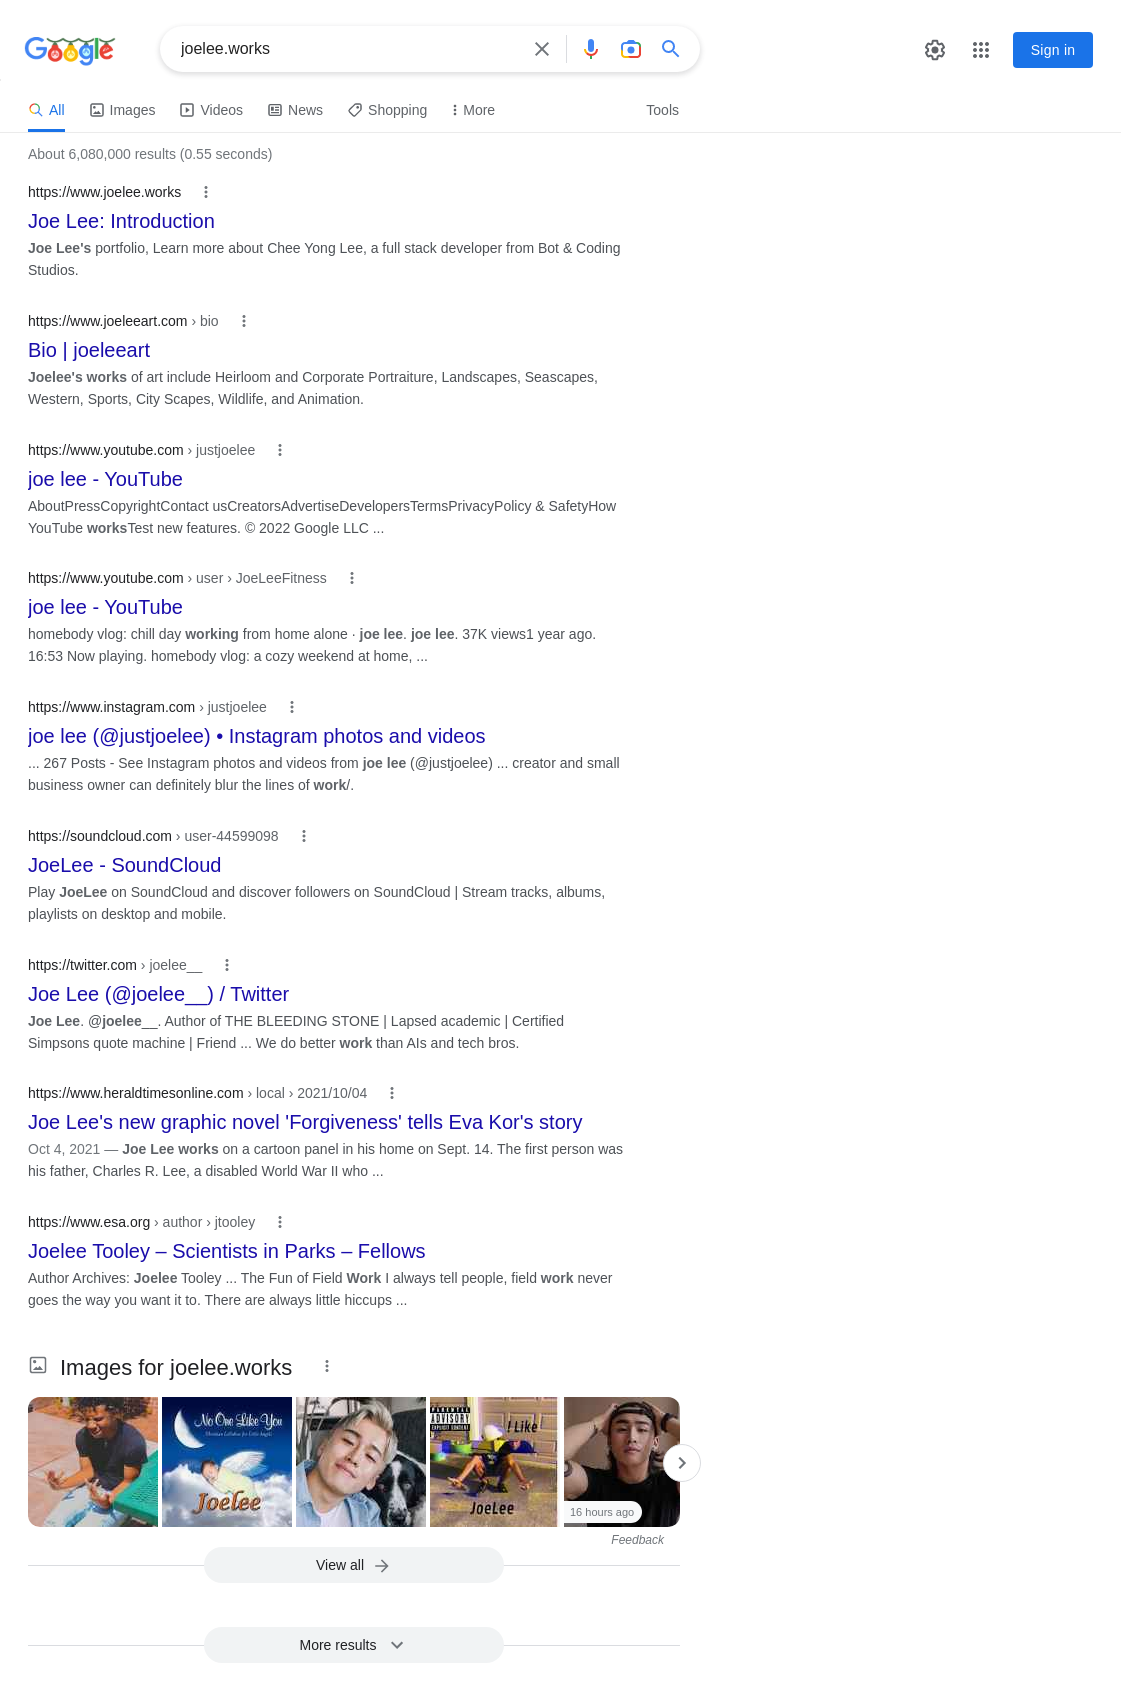 Google
joelee.works
Sign in
All Images Videos News Shopping More Tools
About 6,080,000 results (0.55 seconds)
https://www.joelee.works
Joe Lee: Introduction
Joe Lee's portfolio, Learn more about Chee Yong Lee, a full stack developer from Bot & Coding
Studios.
https://www.joeleeart.com › bio
Bio | joeleeart
Joelee's works of art include Heirloom and Corporate Portraiture, Landscapes, Seascapes,
Western, Sports, City Scapes, Wildlife, and Animation.
https://www.youtube.com › justjoelee
joe lee - YouTube
AboutPressCopyrightContact usCreatorsAdvertiseDevelopersTermsPrivacyPolicy & SafetyHow
YouTube worksTest new features. © 2022 Google LLC ...
https://www.youtube.com › user › JoeLeeFitness
joe lee - YouTube
homebody vlog: chill day working from home alone · joe lee. joe lee. 37K views1 year ago.
16:53 Now playing. homebody vlog: a cozy weekend at home, ...
https://www.instagram.com › justjoelee
joe lee (@justjoelee) • Instagram photos and videos
... 267 Posts - See Instagram photos and videos from joe lee (@justjoelee) ... creator and small
business owner can definitely blur the lines of work/.
https://soundcloud.com › user-44599098
JoeLee - SoundCloud
Play JoeLee on SoundCloud and discover followers on SoundCloud | Stream tracks, albums,
playlists on desktop and mobile.
https://twitter.com › joelee__
Joe Lee (@joelee__) / Twitter
Joe Lee. @joelee__. Author of THE BLEEDING STONE | Lapsed academic | Certified
Simpsons quote machine | Friend ... We do better work than AIs and tech bros.
https://www.heraldtimesonline.com › local › 2021/10/04
Joe Lee's new graphic novel 'Forgiveness' tells Eva Kor's story
Oct 4, 2021 — Joe Lee works on a cartoon panel in his home on Sept. 14. The first person was
his father, Charles R. Lee, a disabled World War II who ...
https://www.esa.org › author › jtooley
Joelee Tooley – Scientists in Parks – Fellows
Author Archives: Joelee Tooley ... The Fun of Field Work I always tell people, field work never
goes the way you want it to. There are always little hiccups ...
Images for joelee.works
No One Like You
Christian Lullabies for Little Angels
Joelee
PARENTAL
ADVISORY
EXPLICIT CONTENT
I Like
JoeLee
16 hours ago
Feedback
View all
More results